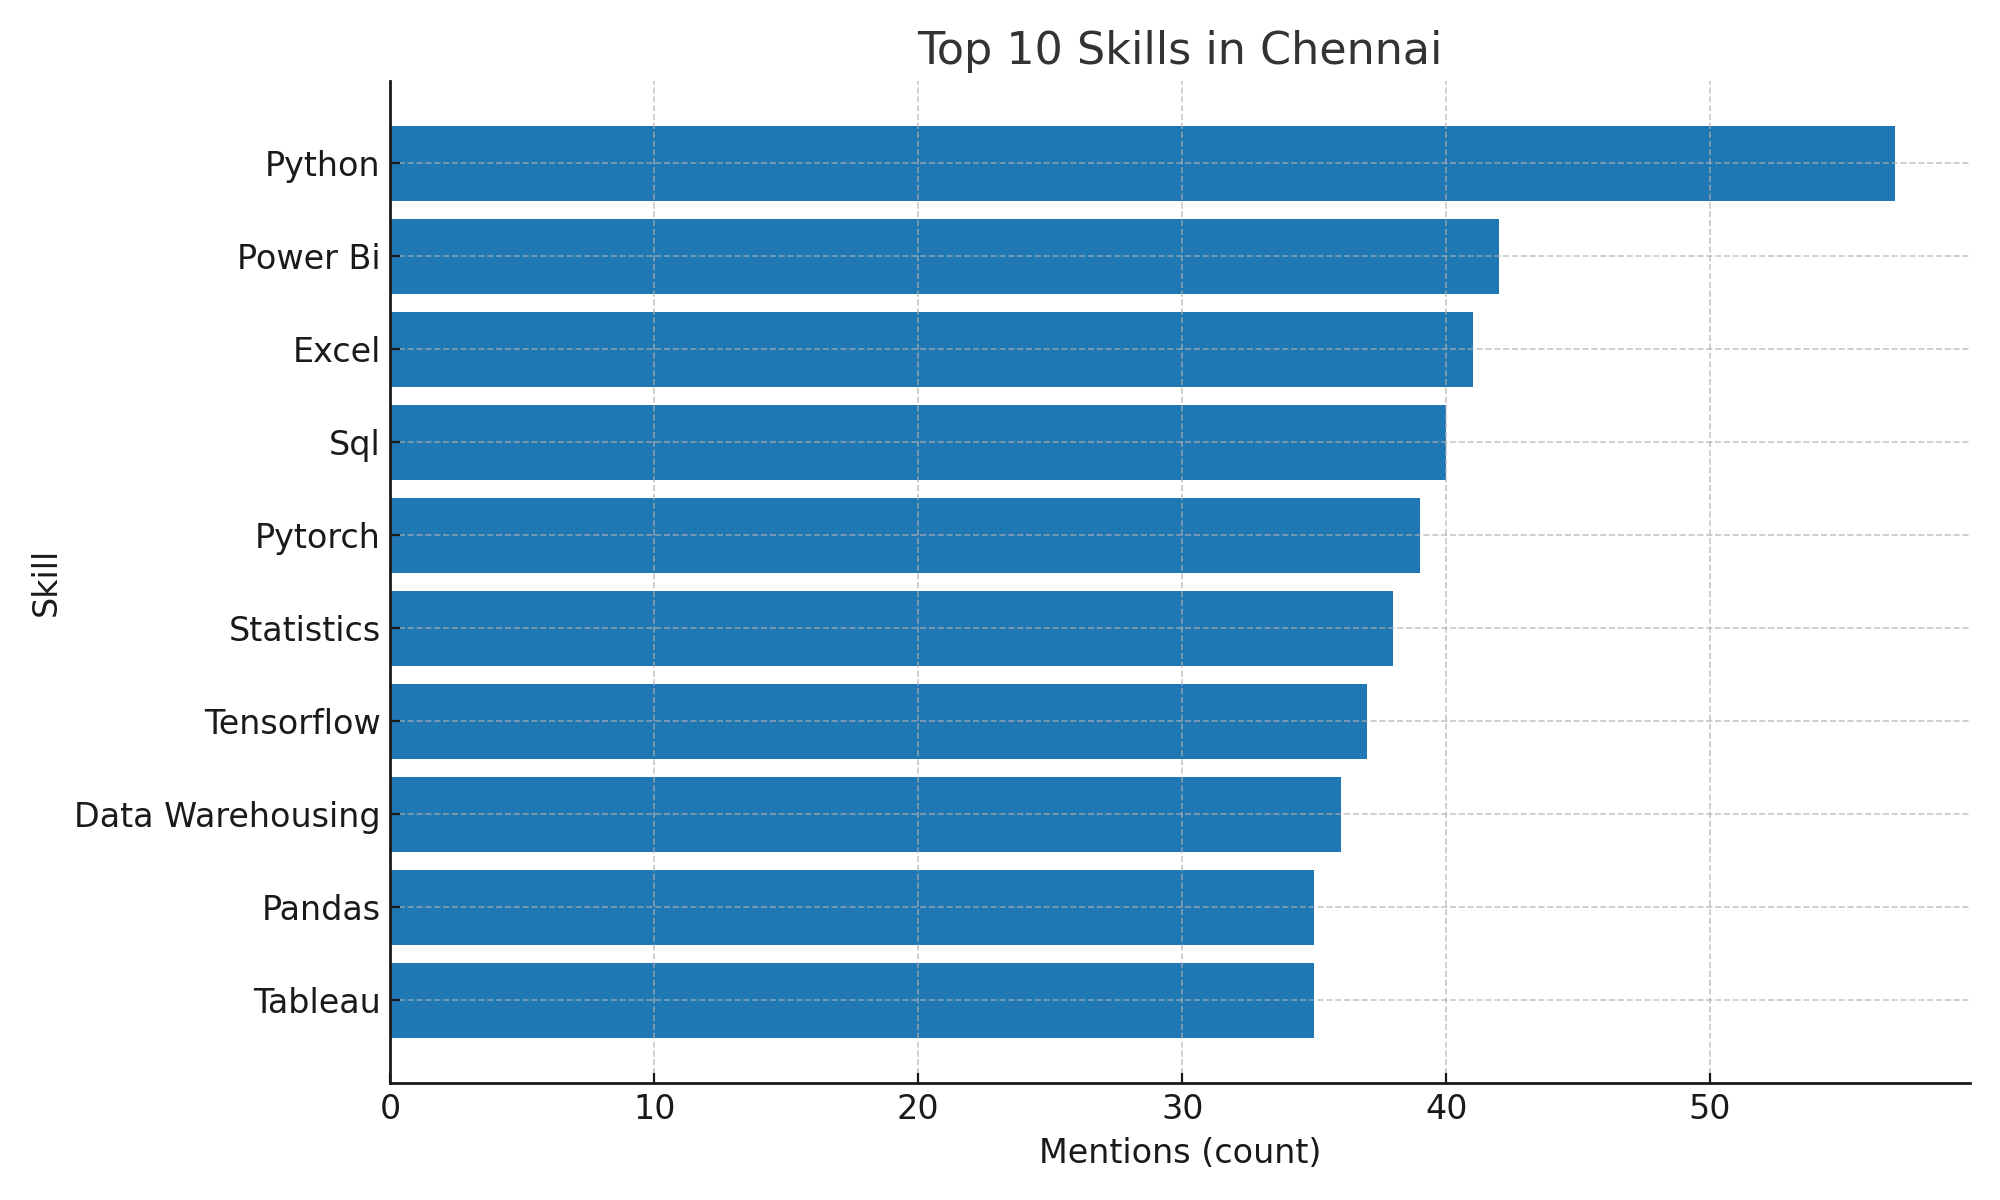 Top 10 Skills in Chennai
Python
Power Bi
Excel
Sql
Pytorch
Statistics
Tensorflow
Data Warehousing
Pandas
Tableau
Skill
0 10 20 30 40 50
Mentions (count)